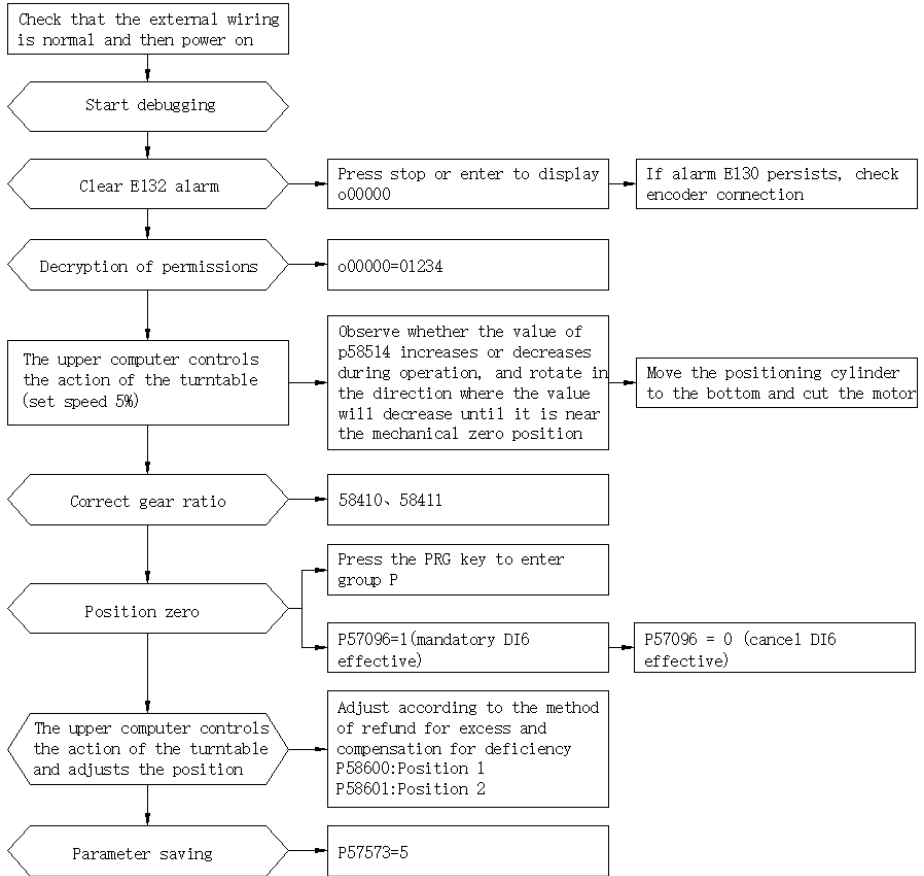 Check that the external wiring
is normal and then power on
Start debugging
Clear E132 alarm
Press stop or enter to display
o00000
If alarm E130 persists, check
encoder connection
Decryption of permissions
o00000=01234
The upper computer controls
the action of the turntable
(set speed 5%)
Observe whether the value of
p58514 increases or decreases
during operation, and rotate in
the direction where the value
will decrease until it is near
the mechanical zero position
Move the positioning cylinder
to the bottom and cut the motor
Correct gear ratio
58410、58411
Position zero
Press the PRG key to enter
group P
P57096=1(mandatory DI6
effective)
P57096 = 0 (cancel DI6
effective)
The upper computer controls
the action of the turntable
and adjusts the position
Adjust according to the method
of refund for excess and
compensation for deficiency
P58600:Position 1
P58601:Position 2
Parameter saving
P57573=5